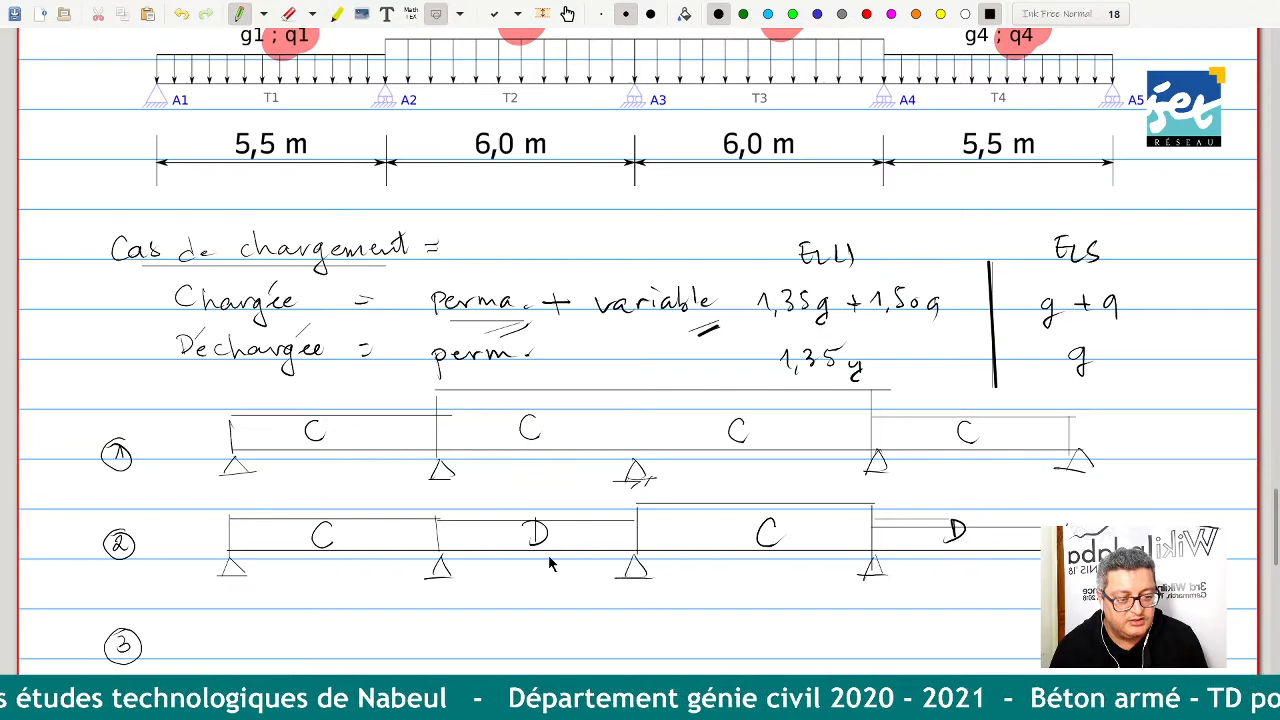 Ink Free Normal 18
g1 ; q1 g4 ; q4
A1 T1 A2 T2 A3 T3 A4 T4 A5
jet
RÉSEAU
5,5 m 6,0 m 6,0 m 5,5 m
Cas de chargement = ELU ELS
Chargée = perma. + variable 1,35g + 1,50q g + q
Déchargée = perm. 1,35g g
1 C C C C
2 C D C D
3
3rd Wikilng
s études technologiques de Nabeul - Département génie civil 2020 - 2021 - Béton armé - TD po